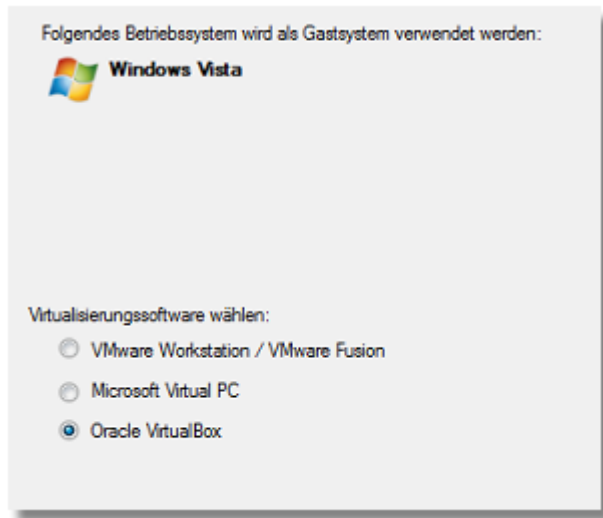 Folgendes Betriebssystem wird als Gastsystem verwendet werden:
Windows Vista
Virtualisierungssoftware wählen:
VMware Workstation / VMware Fusion
Microsoft Virtual PC
Oracle VirtualBox